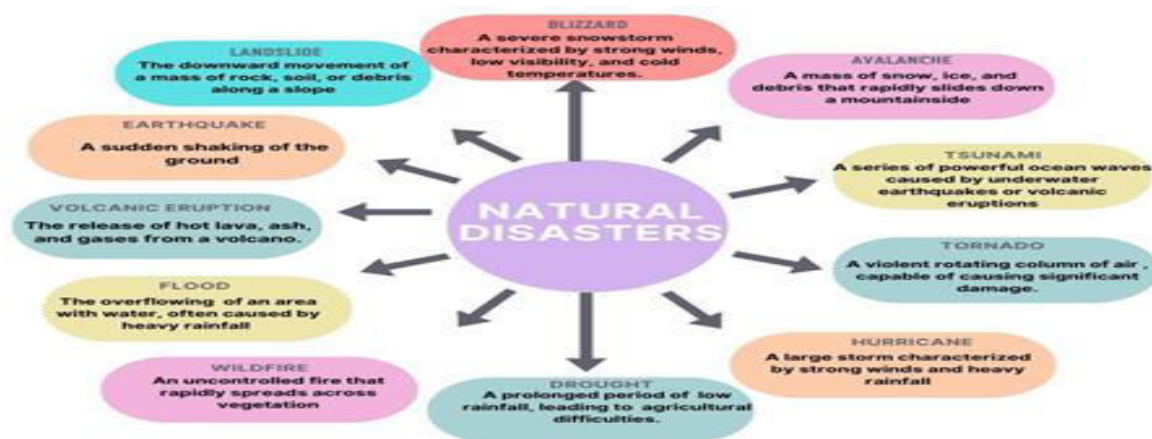 BLIZZARD
A severe snowstorm
characterized by strong winds,
low visibility, and cold
temperatures.
LANDSLIDE
The downward movement of
a mass of rock, soil, or debris
along a slope
AVALANCHE
A mass of snow, ice, and
debris that rapidly slides down
a mountainside
EARTHQUAKE
A sudden shaking of the
ground
TSUNAMI
A series of powerful ocean waves
caused by underwater
earthquakes or volcanic
eruptions
VOLCANIC ERUPTION
The release of hot lava, ash,
and gases from a volcano.
NATURAL
DISASTERS
TORNADO
A violent rotating column of air ,
capable of causing significant
damage.
FLOOD
The overflowing of an area
with water, often caused by
heavy rainfall
HURRICANE
A large storm characterized
by strong winds and heavy
rainfall
WILDFIRE
An uncontrolled fire that
rapidly spreads across
vegetation
DROUGHT
A prolonged period of low
rainfall, leading to agricultural
difficulties.